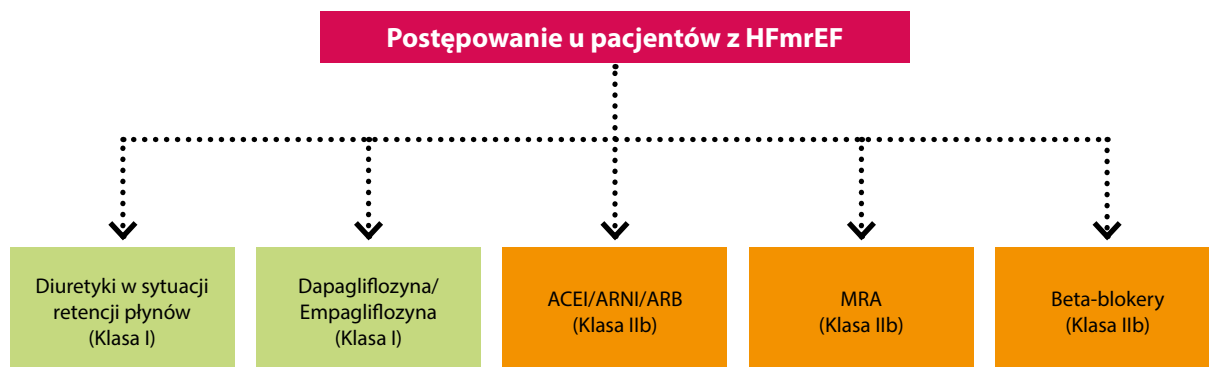 Postępowanie u pacjentów z HFmrEF
Diuretyki w sytuacji
retencji płynów
(Klasa I)
Dapagliflozyna/
Empagliflozyna
(Klasa I)
ACEI/ARNI/ARB
(Klasa IIb)
MRA
(Klasa IIb)
Beta-blokery
(Klasa IIb)